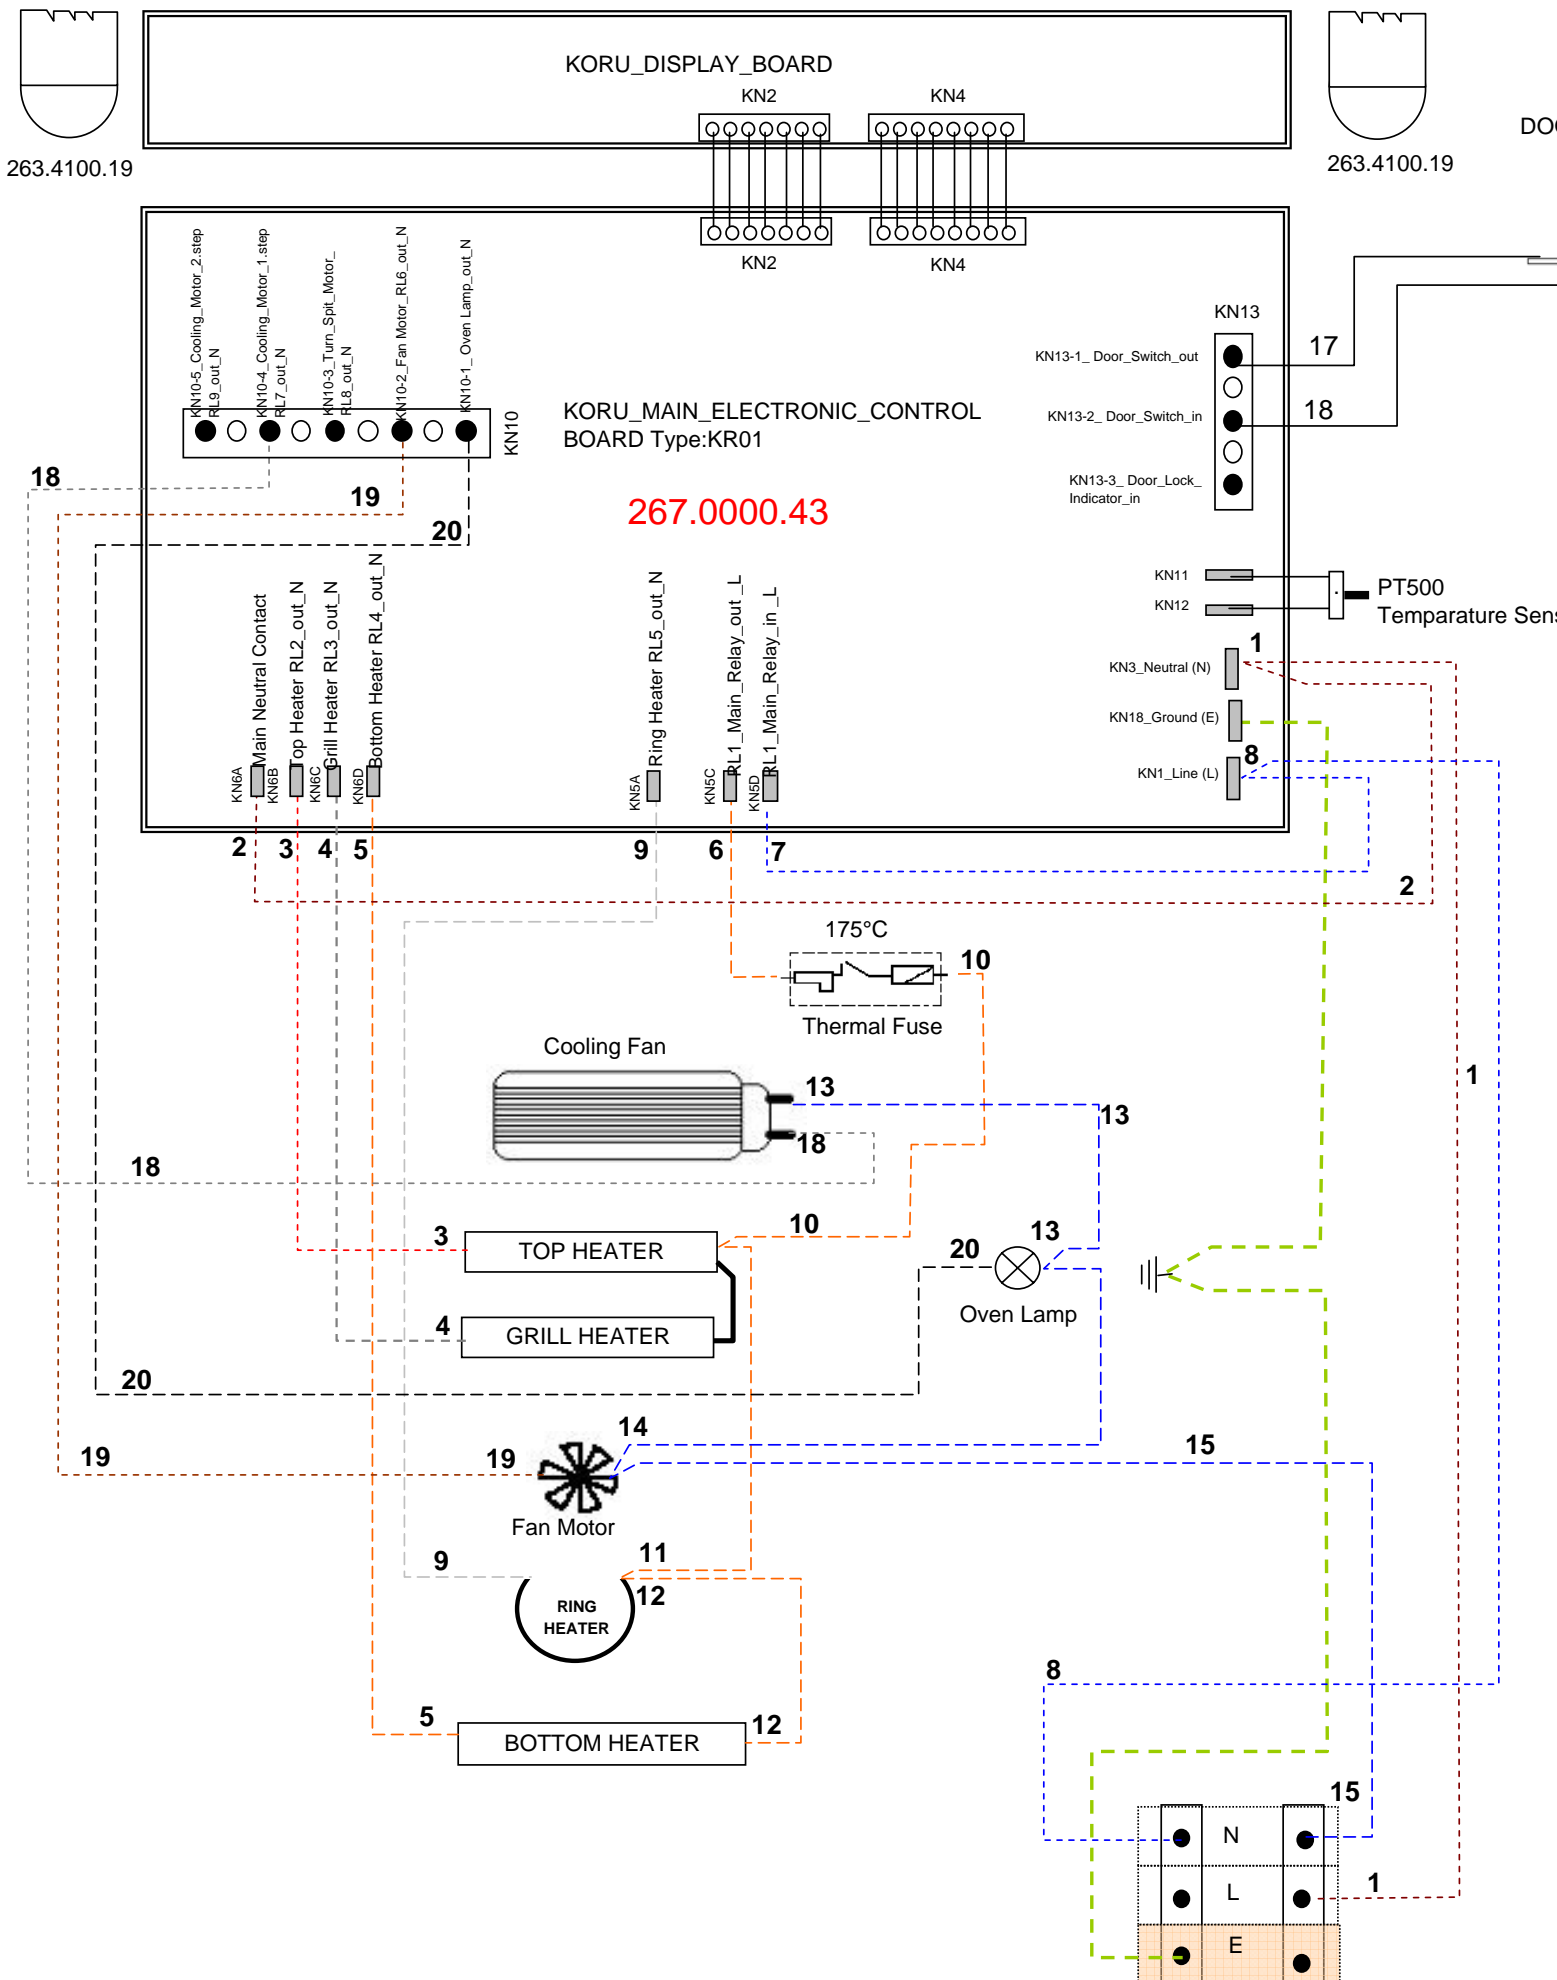 KORU_DISPLAY_BOARD
KN2
KN4
263.4100.19
263.4100.19
KN2
KN4
KN10-5_Cooling_Motor_2.step
RL9_out_N
KN10-4_Cooling_Motor_1.step
RL7_out_N
KN10-3_Turn_Spit_Motor_
RL8_out_N
KN10-2_Fan Motor_RL6_out_N
KN10-1_ Oven Lamp_out_N
KN10
KORU_MAIN_ELECTRONIC_CONTROL
BOARD Type:KR01
267.0000.43
KN13
KN13-1_ Door_Switch_out
17
KN13-2_ Door_Switch_in
18
KN13-3_ Door_Lock_
Indicator_in
18
19
20
KN11
KN12
PT500
Temparature
1
KN3_Neutral (N)
KN18_Ground (E)
8
KN1_Line (L)
Main Neutral Contact
Top Heater RL2_out_N
Grill Heater RL3_out_N
Bottom Heater RL4_out_N
Ring Heater RL5_out_N
RL1_Main_Relay_out _L
RL1_Main_Relay_in _L
KN6A
KN6B
KN6C
KN6D
KN5A
KN5C
KN5D
2
3
4
5
9
6
7
2
175°C
10
Thermal Fuse
Cooling Fan
13
13
18
1
18
3
TOP HEATER
10
20
13
Oven Lamp
4
GRILL HEATER
20
14
15
19
19
Fan Motor
9
11
12
RING
HEATER
8
5
BOTTOM HEATER
12
15
N
L
1
E